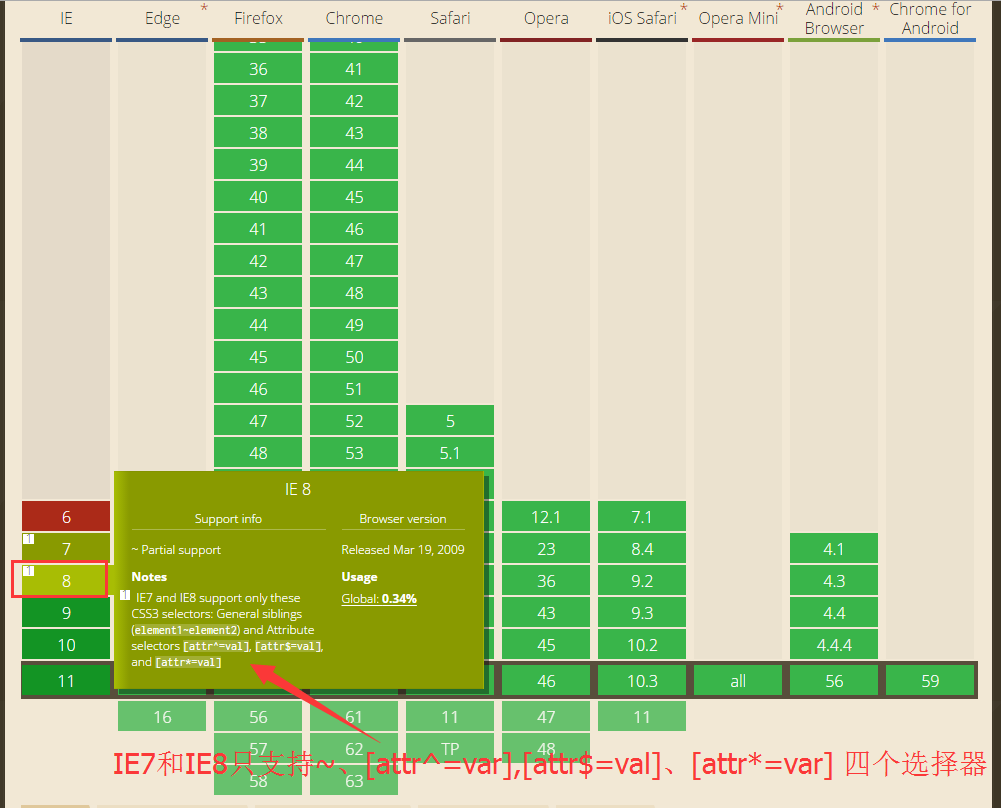 IE Edge * Firefox Chrome Safari Opera iOS Safari * Opera Mini * Android Browser * Chrome for Android
36 41
37 42
38 43
39 44
40 45
41 46
42 47
43 48
44 49
45 50
46 51
47 52 5
48 53 5.1
6 12.1 7.1
7 23 8.4 4.1
8 36 9.2 4.3
9 43 9.3 4.4
10 45 10.2 4.4.4
11 46 10.3 all 56 59
16 56 61 11 47 11
57 62 TP 48
58 63
IE 8
Support info Browser version
~ Partial support Released Mar 19, 2009
Notes Usage
1 IE7 and IE8 support only these Global: 0.34%
CSS3 selectors: General siblings
(element1~element2) and Attribute
selectors [attr^=val], [attr$=val],
and [attr*=val]
IE7和IE8只支持~、[attr^=var],[attr$=val]、[attr*=var] 四个选择器